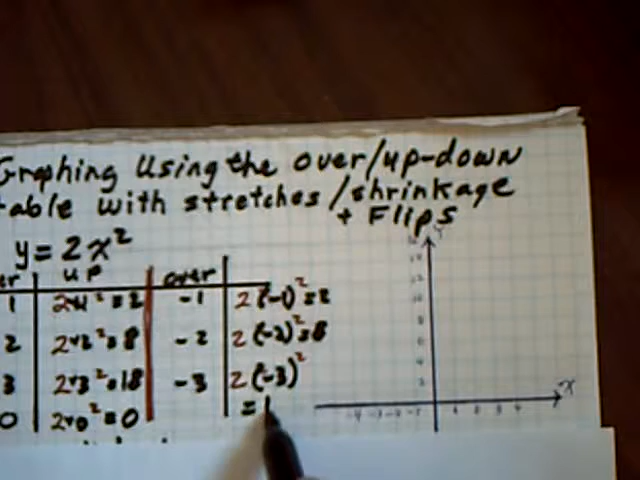 Graphing Using the over/up-down
table with stretches/shrinkage
+ Flips
y = 2x²
er up over
1 2·1² = 2 -1 2(-1)² = 2
2 2·2² = 8 -2 2(-2)² = 8
3 2·3² = 18 -3 2(-3)²
0 2·0² = 0 = 1
y
x